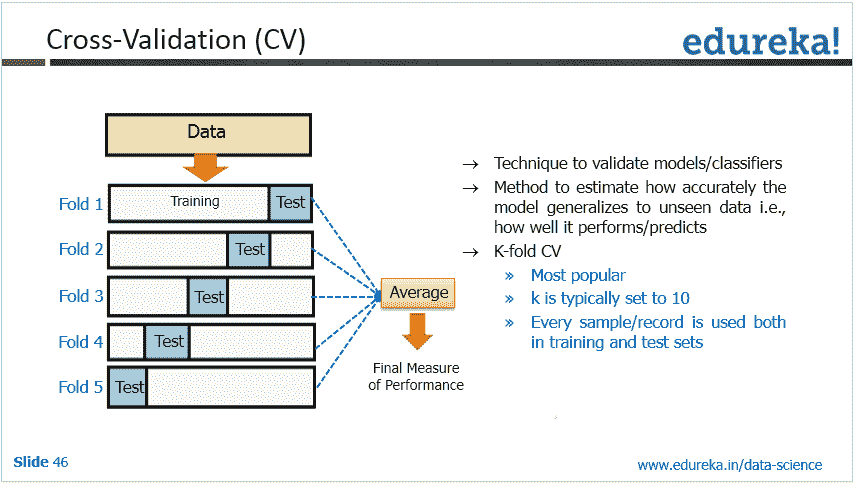 Cross-Validation (CV)
edureka!
Data
Fold 1
Training
Test
Fold 2
Test
Fold 3
Test
Fold 4
Test
Fold 5
Test
Average
Final Measure
of Performance
→ Technique to validate models/classifiers
→ Method to estimate how accurately the
model generalizes to unseen data i.e.,
how well it performs/predicts
→ K-fold CV
» Most popular
» k is typically set to 10
» Every sample/record is used both
in training and test sets
Slide 46
www.edureka.in/data-science